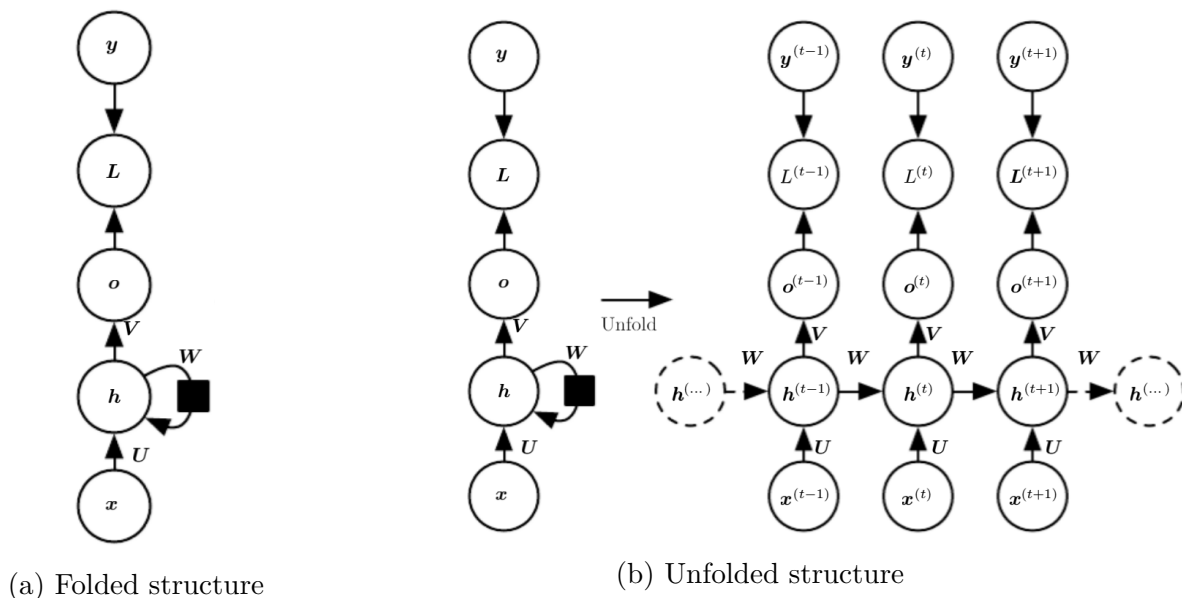 y
y
y^{(t-1)} y^{(t)} y^{(t+1)}
L
L
L^{(t-1)} L^{(t)} L^{(t+1)}
o
o
o^{(t-1)} o^{(t)} o^{(t+1)}
Unfold
V
V
V V V
W
W
W W W W
h
h
h^{(...)} h^{(t-1)} h^{(t)} h^{(t+1)} h^{(...)}
U
U
U U U
x
x
x^{(t-1)} x^{(t)} x^{(t+1)}
(a) Folded structure
(b) Unfolded structure